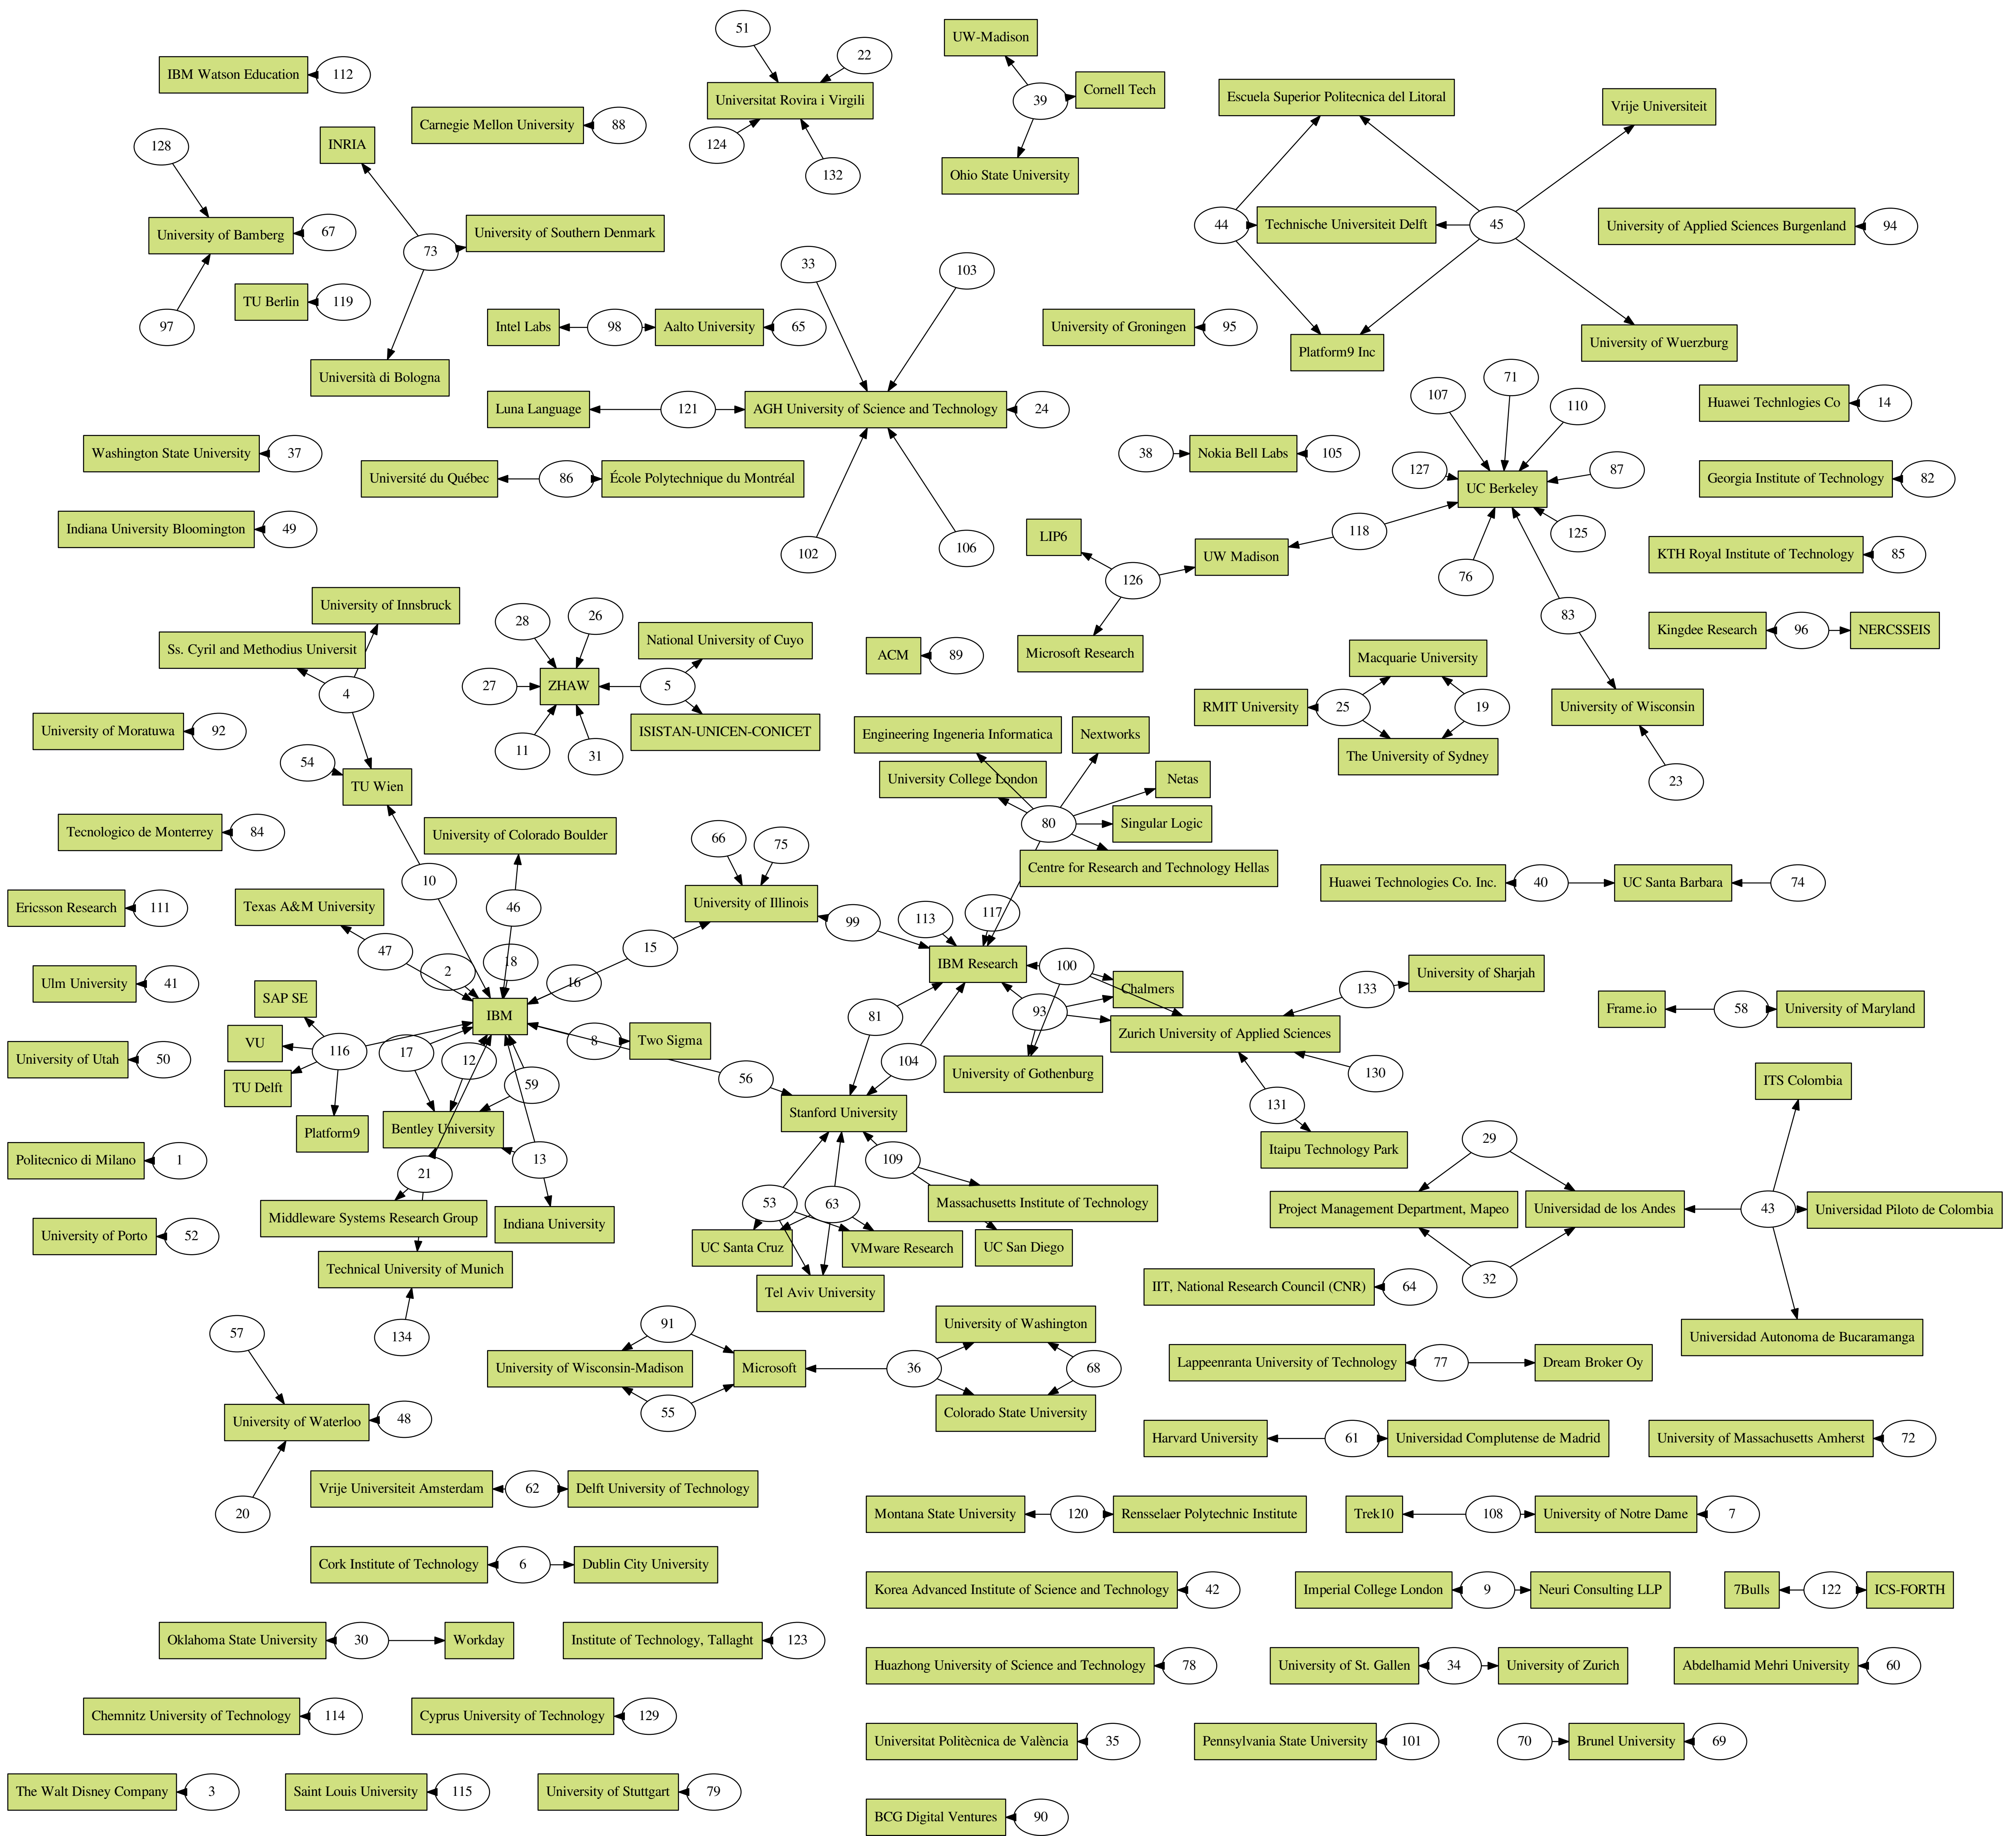 51
22
UW-Madison
IBM Watson Education
112
Universitat Rovira i Virgili
39
Cornell Tech
Escuela Superior Politecnica del Litoral
Vrije Universiteit
Carnegie Mellon University
88
128
INRIA
124
132
Ohio State University
University of Bamberg
67
73
University of Southern Denmark
44
Technische Universiteit Delft
45
University of Applied Sciences Burgenland
94
33
103
TU Berlin
119
97
Intel Labs
98
Aalto University
65
University of Groningen
95
Platform9 Inc
University of Wuerzburg
Università di Bologna
107
71
110
Huawei Technlogies Co
14
Luna Language
121
AGH University of Science and Technology
24
Washington State University
37
38
Nokia Bell Labs
105
127
UC Berkeley
87
Université du Québec
86
École Polytechnique du Montréal
Georgia Institute of Technology
82
Indiana University Bloomington
49
102
106
LIP6
UW Madison
118
125
KTH Royal Institute of Technology
85
126
76
University of Innsbruck
28
26
83
Ss. Cyril and Methodius Universit
National University of Cuyo
ACM
89
Microsoft Research
Macquarie University
Kingdee Research
96
NERCSSEIS
4
27
ZHAW
5
RMIT University
25
19
University of Wisconsin
University of Moratuwa
92
11
31
ISISTAN-UNICEN-CONICET
Engineering Ingeneria Informatica
Nextworks
The University of Sydney
54
TU Wien
University College London
Netas
23
Tecnologico de Monterrey
84
University of Colorado Boulder
66
75
80
Singular Logic
10
Centre for Research and Technology Hellas
Huawei Technologies Co. Inc.
40
UC Santa Barbara
74
Ericsson Research
111
Texas A&M University
46
University of Illinois
99
113
117
47
15
2
18
16
IBM Research
100
Ulm University
41
Chalmers
133
University of Sharjah
SAP SE
IBM
81
93
Frame.io
58
University of Maryland
VU
116
17
12
8
Two Sigma
104
Zurich University of Applied Sciences
University of Utah
50
TU Delft
59
56
University of Gothenburg
130
ITS Colombia
Platform9
Bentley University
Stanford University
131
Politecnico di Milano
1
21
13
109
Itaipu Technology Park
29
Middleware Systems Research Group
Indiana University
53
63
Massachusetts Institute of Technology
Project Management Department, Mapeo
Universidad de los Andes
43
Universidad Piloto de Colombia
University of Porto
52
UC Santa Cruz
VMware Research
UC San Diego
Technical University of Munich
Tel Aviv University
IIT, National Research Council (CNR)
64
32
57
134
91
University of Washington
Universidad Autonoma de Bucaramanga
University of Wisconsin-Madison
Microsoft
36
68
Lappeenranta University of Technology
77
Dream Broker Oy
University of Waterloo
48
55
Colorado State University
Harvard University
61
Universidad Complutense de Madrid
University of Massachusetts Amherst
72
Vrije Universiteit Amsterdam
62
Delft University of Technology
20
Montana State University
120
Rensselaer Polytechnic Institute
Trek10
108
University of Notre Dame
7
Cork Institute of Technology
6
Dublin City University
Korea Advanced Institute of Science and Technology
42
Imperial College London
9
Neuri Consulting LLP
7Bulls
122
ICS-FORTH
Oklahoma State University
30
Workday
Institute of Technology, Tallaght
123
Huazhong University of Science and Technology
78
University of St. Gallen
34
University of Zurich
Abdelhamid Mehri University
60
Chemnitz University of Technology
114
Cyprus University of Technology
129
Universitat Politècnica de València
35
Pennsylvania State University
101
70
Brunel University
69
The Walt Disney Company
3
Saint Louis University
115
University of Stuttgart
79
BCG Digital Ventures
90